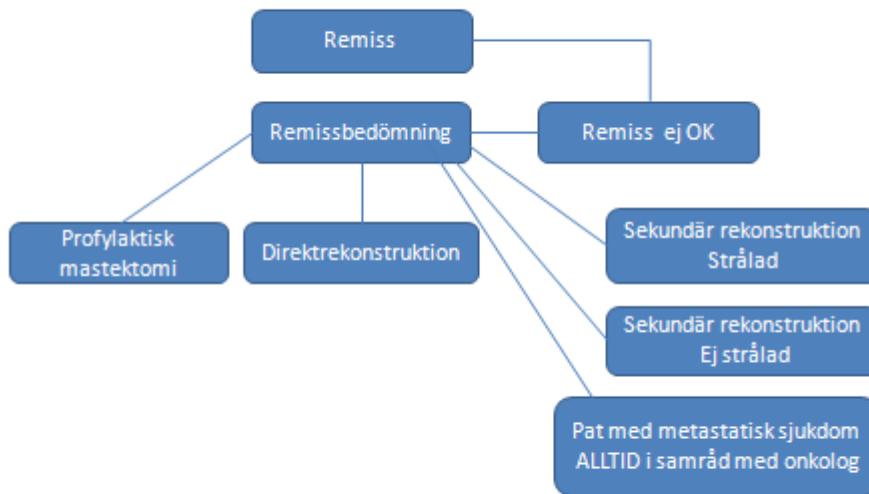 Remiss
Remissbedömning
Remiss ej OK
Profylaktisk
mastektomi
Direktrekonstruktion
Sekundär rekonstruktion
Strålad
Sekundär rekonstruktion
Ej strålad
Pat med metastatisk sjukdom
ALLTID i samråd med onkolog